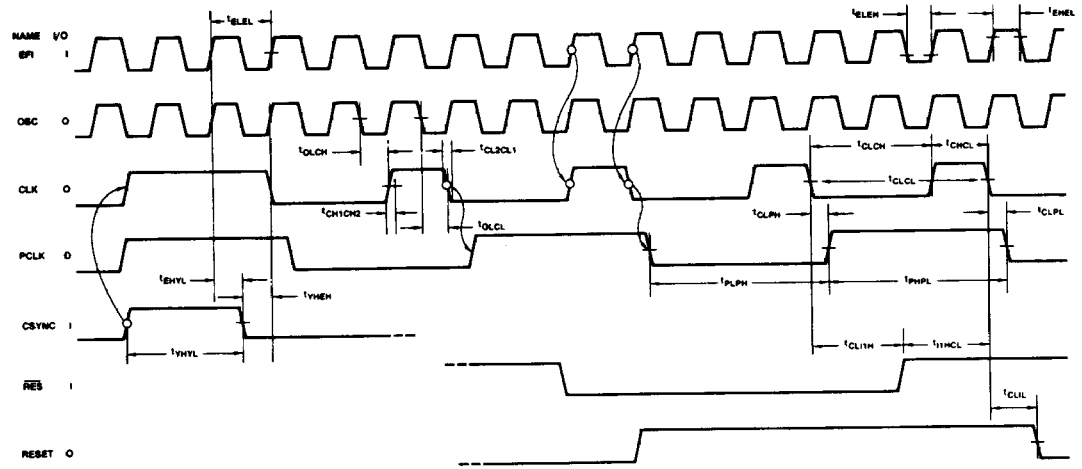 tELEL
tELEH
tEHEL
NAME I/O
EFI I
OSC O
tOLCH
tCL2CL1
tCLCH
tCHCL
CLK O
tCLCL
tCH1CH2
tOLCL
tCLPH
tCLPL
PCLK O
tEHYL
tYHEH
tPLPH
tPHPL
CSYNC I
tYHYL
tCLI1H
tI1HCL
RES I
tCLIL
RESET O